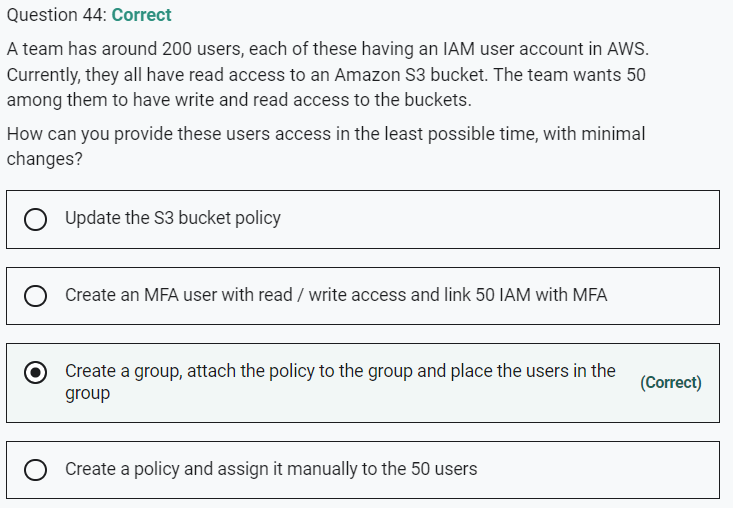 Question 44: Correct
A team has around 200 users, each of these having an IAM user account in AWS.
Currently, they all have read access to an Amazon S3 bucket. The team wants 50
among them to have write and read access to the buckets.
How can you provide these users access in the least possible time, with minimal
changes?
Update the S3 bucket policy
Create an MFA user with read / write access and link 50 IAM with MFA
Create a group, attach the policy to the group and place the users in the
group
(Correct)
Create a policy and assign it manually to the 50 users